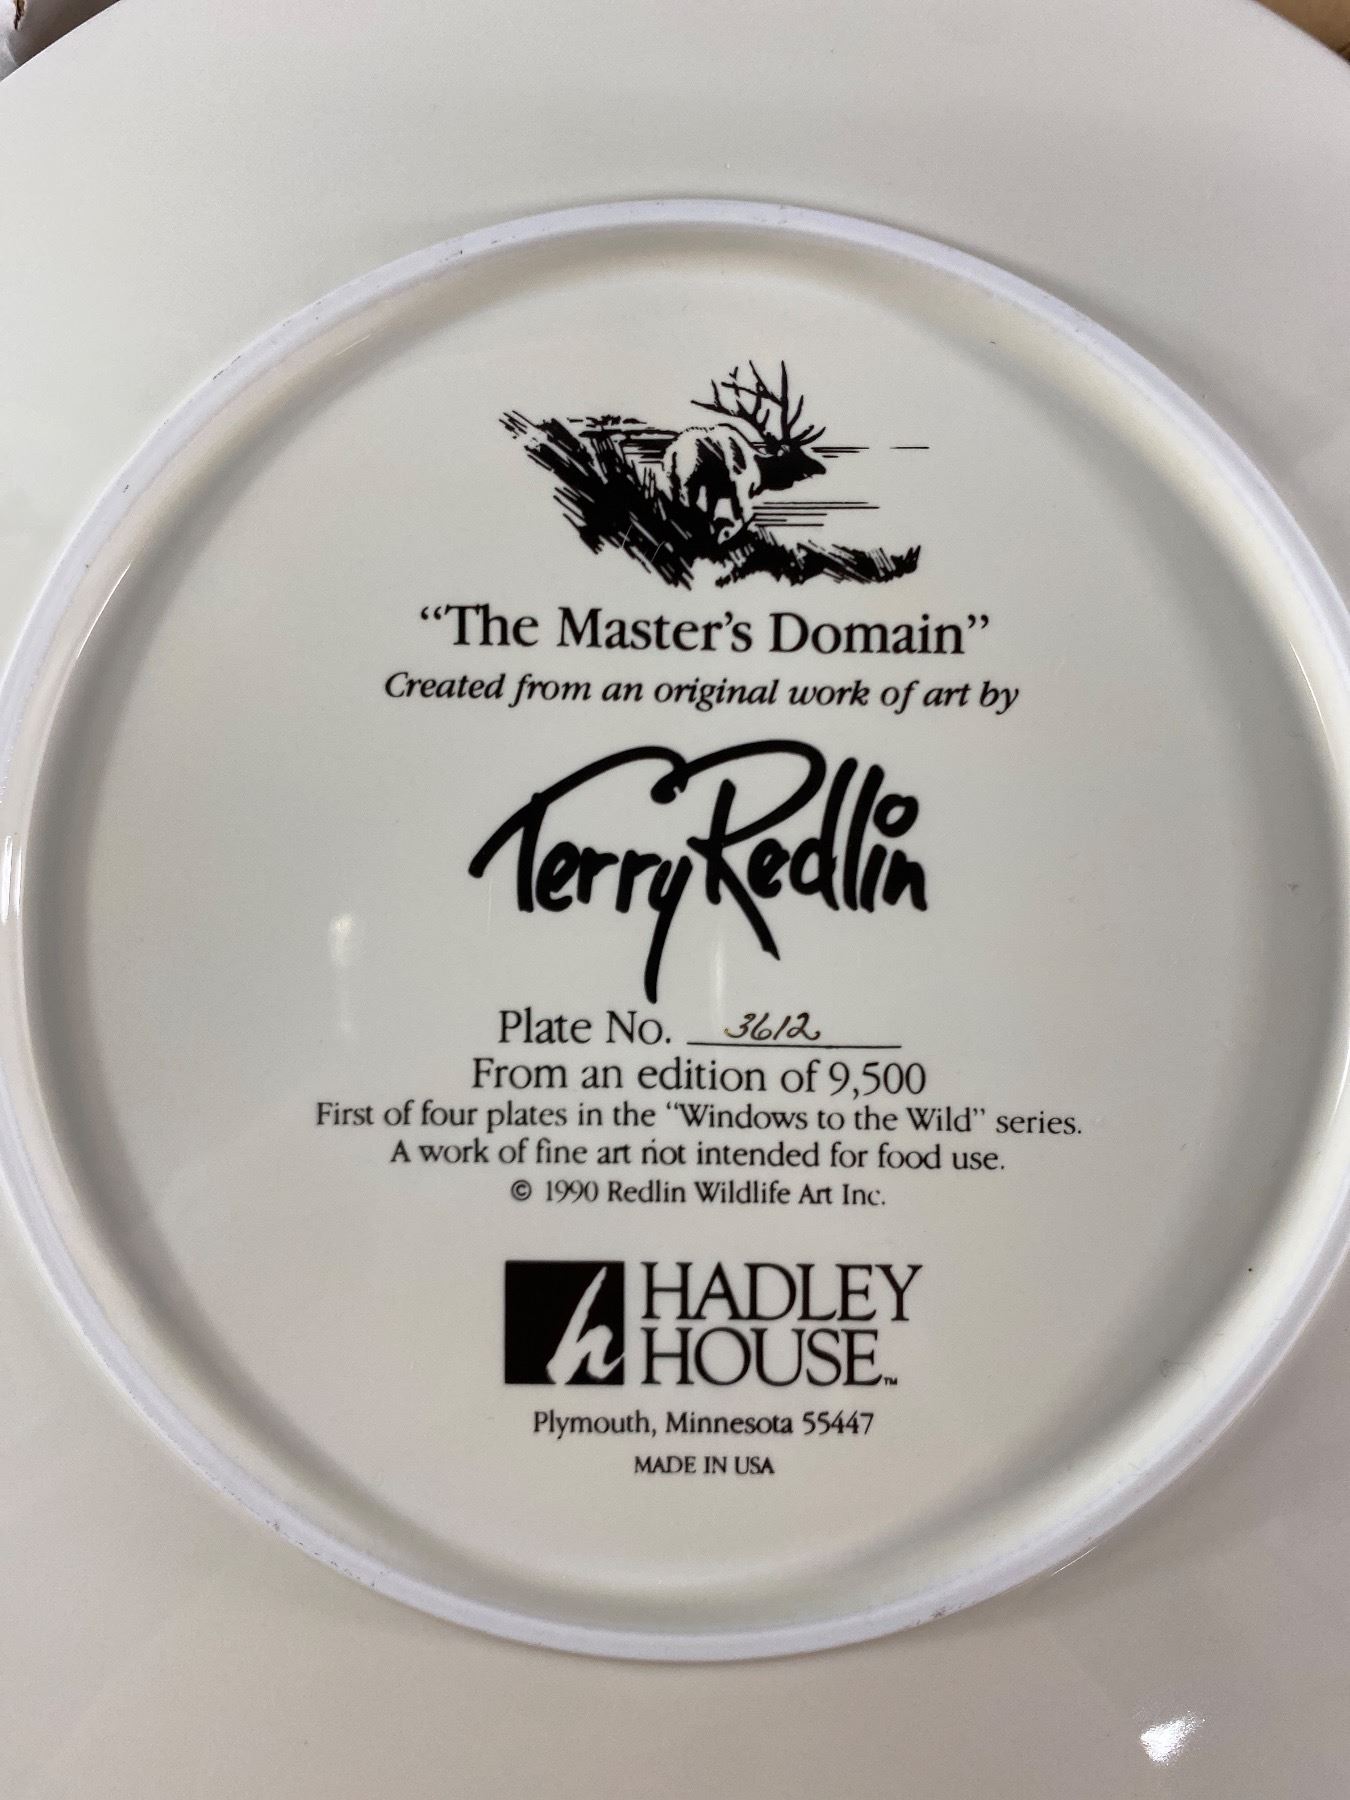 “The Master’s Domain”
Created from an original work of art by
Terry Redlin
Plate No. 3612
From an edition of 9,500
First of four plates in the “Windows to the Wild” series.
A work of fine art not intended for food use.
© 1990 Redlin Wildlife Art Inc.
h HADLEY
HOUSE™
Plymouth, Minnesota 55447
MADE IN USA